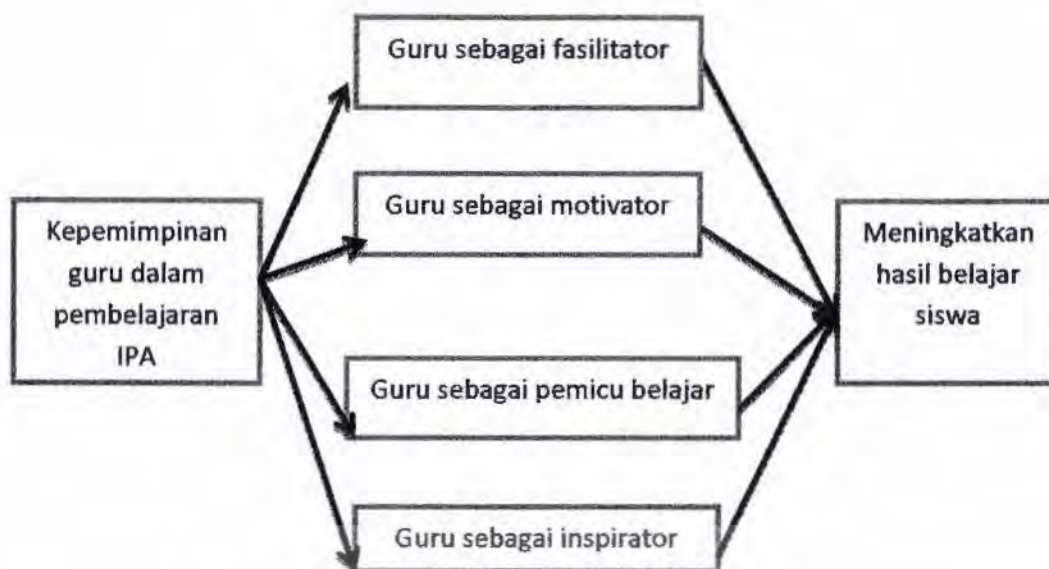 Guru sebagai fasilitator
Guru sebagai motivator
Kepemimpinan
guru dalam
pembelajaran
IPA
Meningkatkan
hasil belajar
siswa
Guru sebagai pemicu belajar
Guru sebagai inspirator